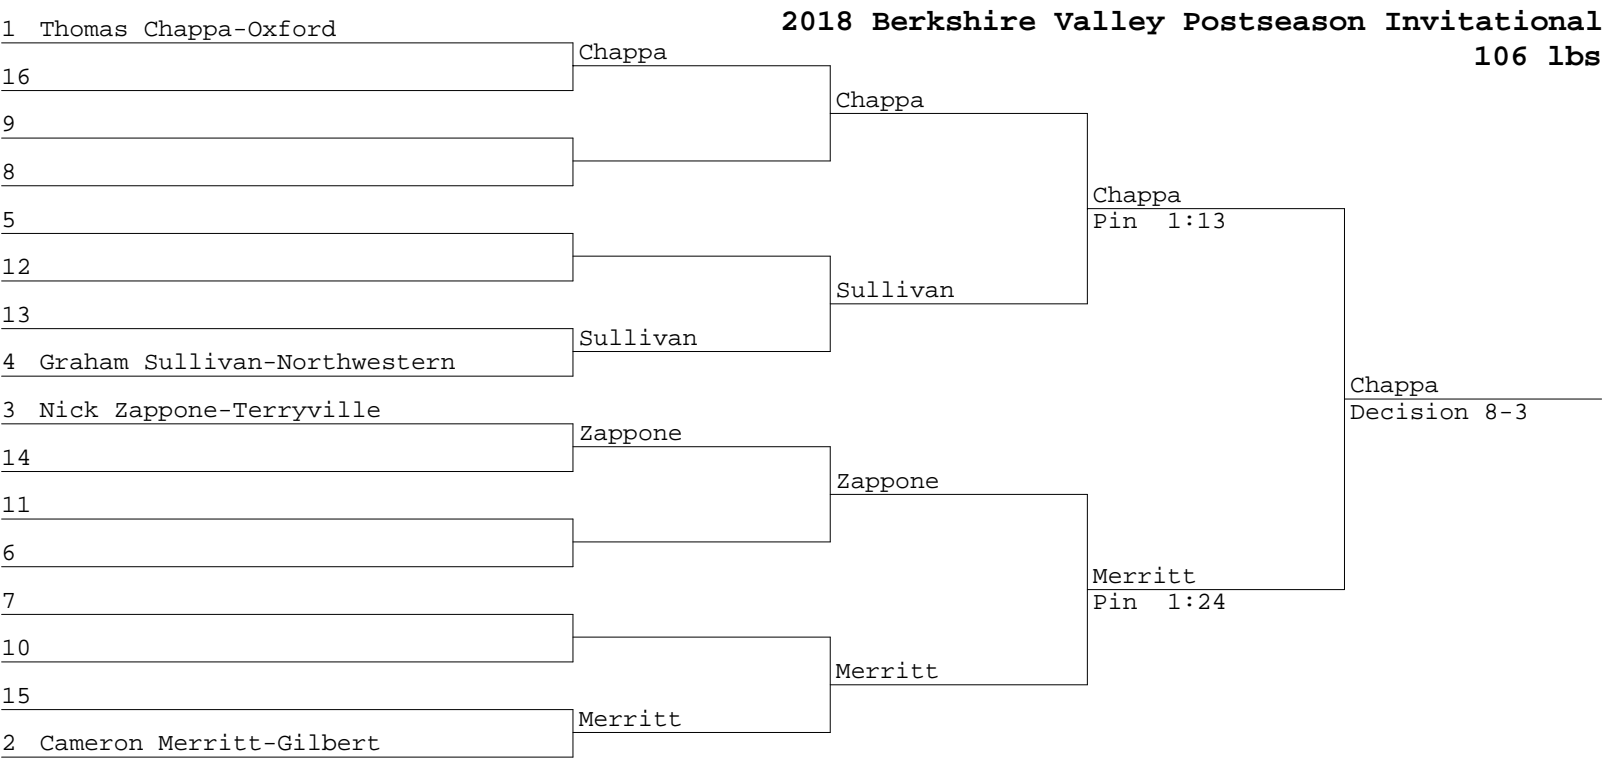 2018 Berkshire Valley Postseason Invitational
106 lbs
1 Thomas Chappa-Oxford
16
9
8
5
12
13
4 Graham Sullivan-Northwestern
3 Nick Zappone-Terryville
14
11
6
7
10
15
2 Cameron Merritt-Gilbert
Chappa
Sullivan
Zappone
Merritt
Chappa
Sullivan
Zappone
Merritt
Chappa
Pin 1:13
Merritt
Pin 1:24
Chappa
Decision 8-3